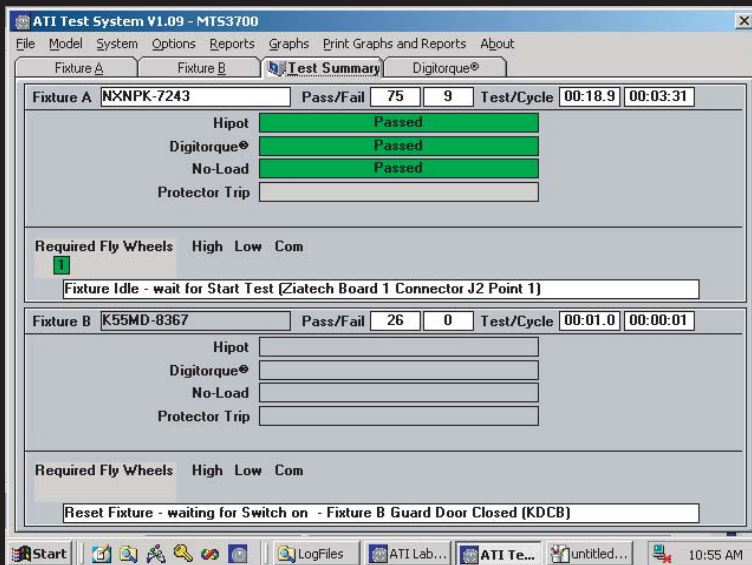 ATI Test System V1.09 - MTS3700
File Model System Options Reports Graphs Print Graphs and Reports About
Fixture A Fixture B Test Summary Digitorque®
Fixture A NXNPK-7243 Pass/Fail 75 9 Test/Cycle 00:18.9 00:03:31
Hipot Passed
Digitorque® Passed
No-Load Passed
Protector Trip
Required Fly Wheels High Low Com
1
Fixture Idle - wait for Start Test (Ziatech Board 1 Connector J2 Point 1)
Fixture B K55MD-8367 Pass/Fail 26 0 Test/Cycle 00:01.0 00:00:01
Hipot
Digitorque®
No-Load
Protector Trip
Required Fly Wheels High Low Com
Reset Fixture - waiting for Switch on - Fixture B Guard Door Closed (KDCB)
Start LogFiles ATI Lab... ATI Te... untitled... 10:55 AM